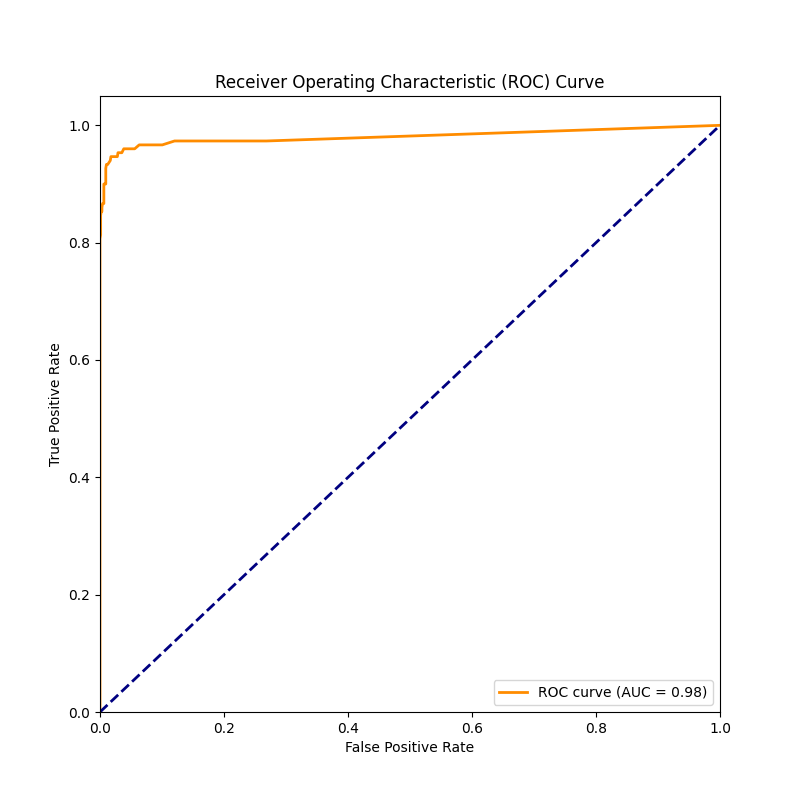 Receiver Operating Characteristic (ROC) Curve
1.0
0.8
0.6
0.4
0.2
0.0
True Positive Rate
ROC curve (AUC = 0.98)
0.0 0.2 0.4 0.6 0.8 1.0
False Positive Rate